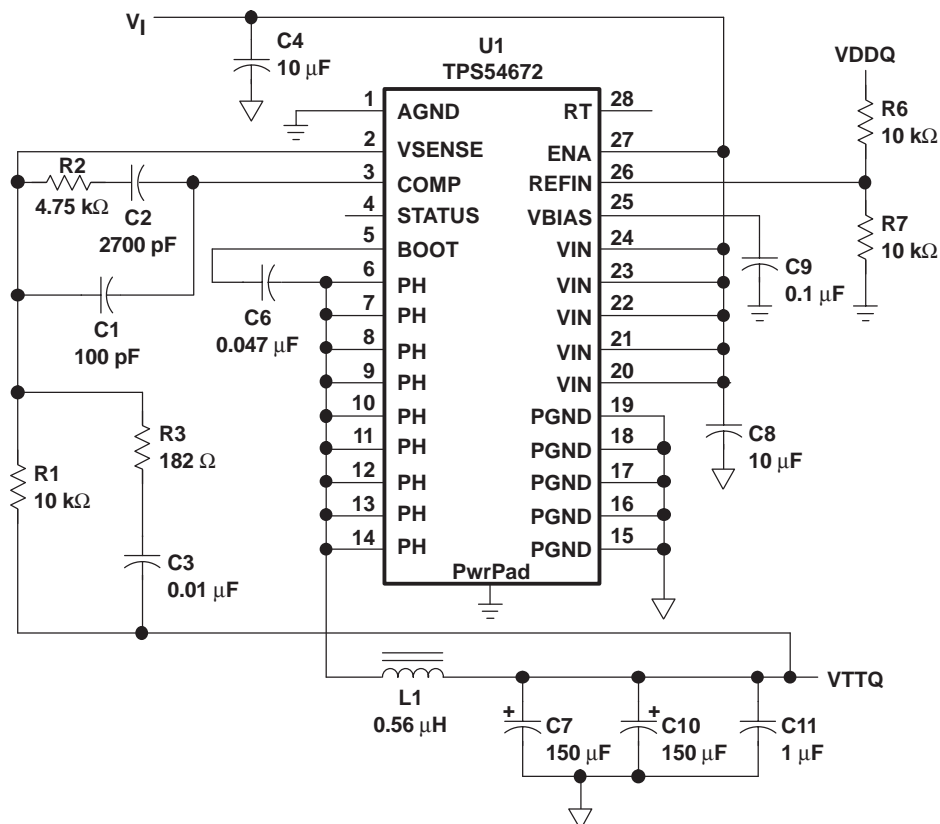 V_I
C4
10 μF
U1
TPS54672
VDDQ
R6
10 kΩ
R7
10 kΩ
1
AGND
2
VSENSE
3
COMP
4
STATUS
5
BOOT
6
PH
7
PH
8
PH
9
PH
10
PH
11
PH
12
PH
13
PH
14
PH
28
RT
27
ENA
26
REFIN
25
VBIAS
24
VIN
23
VIN
22
VIN
21
VIN
20
VIN
19
PGND
18
PGND
17
PGND
16
PGND
15
PGND
PwrPad
R2
4.75 kΩ
C2
2700 pF
C1
100 pF
C6
0.047 μF
C9
0.1 μF
C8
10 μF
R3
182 Ω
R1
10 kΩ
C3
0.01 μF
L1
0.56 μH
VTTQ
+
C7
150 μF
+
C10
150 μF
C11
1 μF